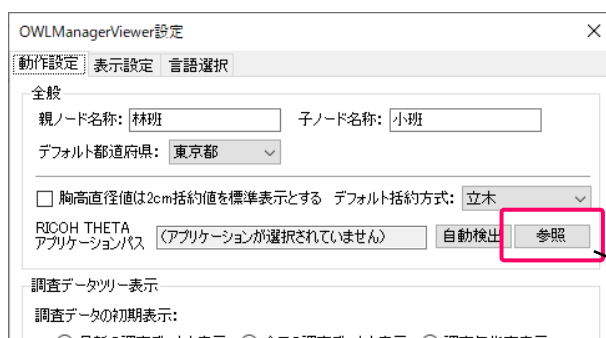 OWLManagerViewer設定
動作設定 表示設定 言語選択
全般
親ノード名称: 林班 子ノード名称: 小班
デフォルト都道府県: 東京都
胸高直径値は2cm括約値を標準表示とする デフォルト括約方式: 立木
RICOH THETA
アプリケーションパス (アプリケーションが選択されていません) 自動検出 参照
調査データツリー表示
調査データの初期表示: